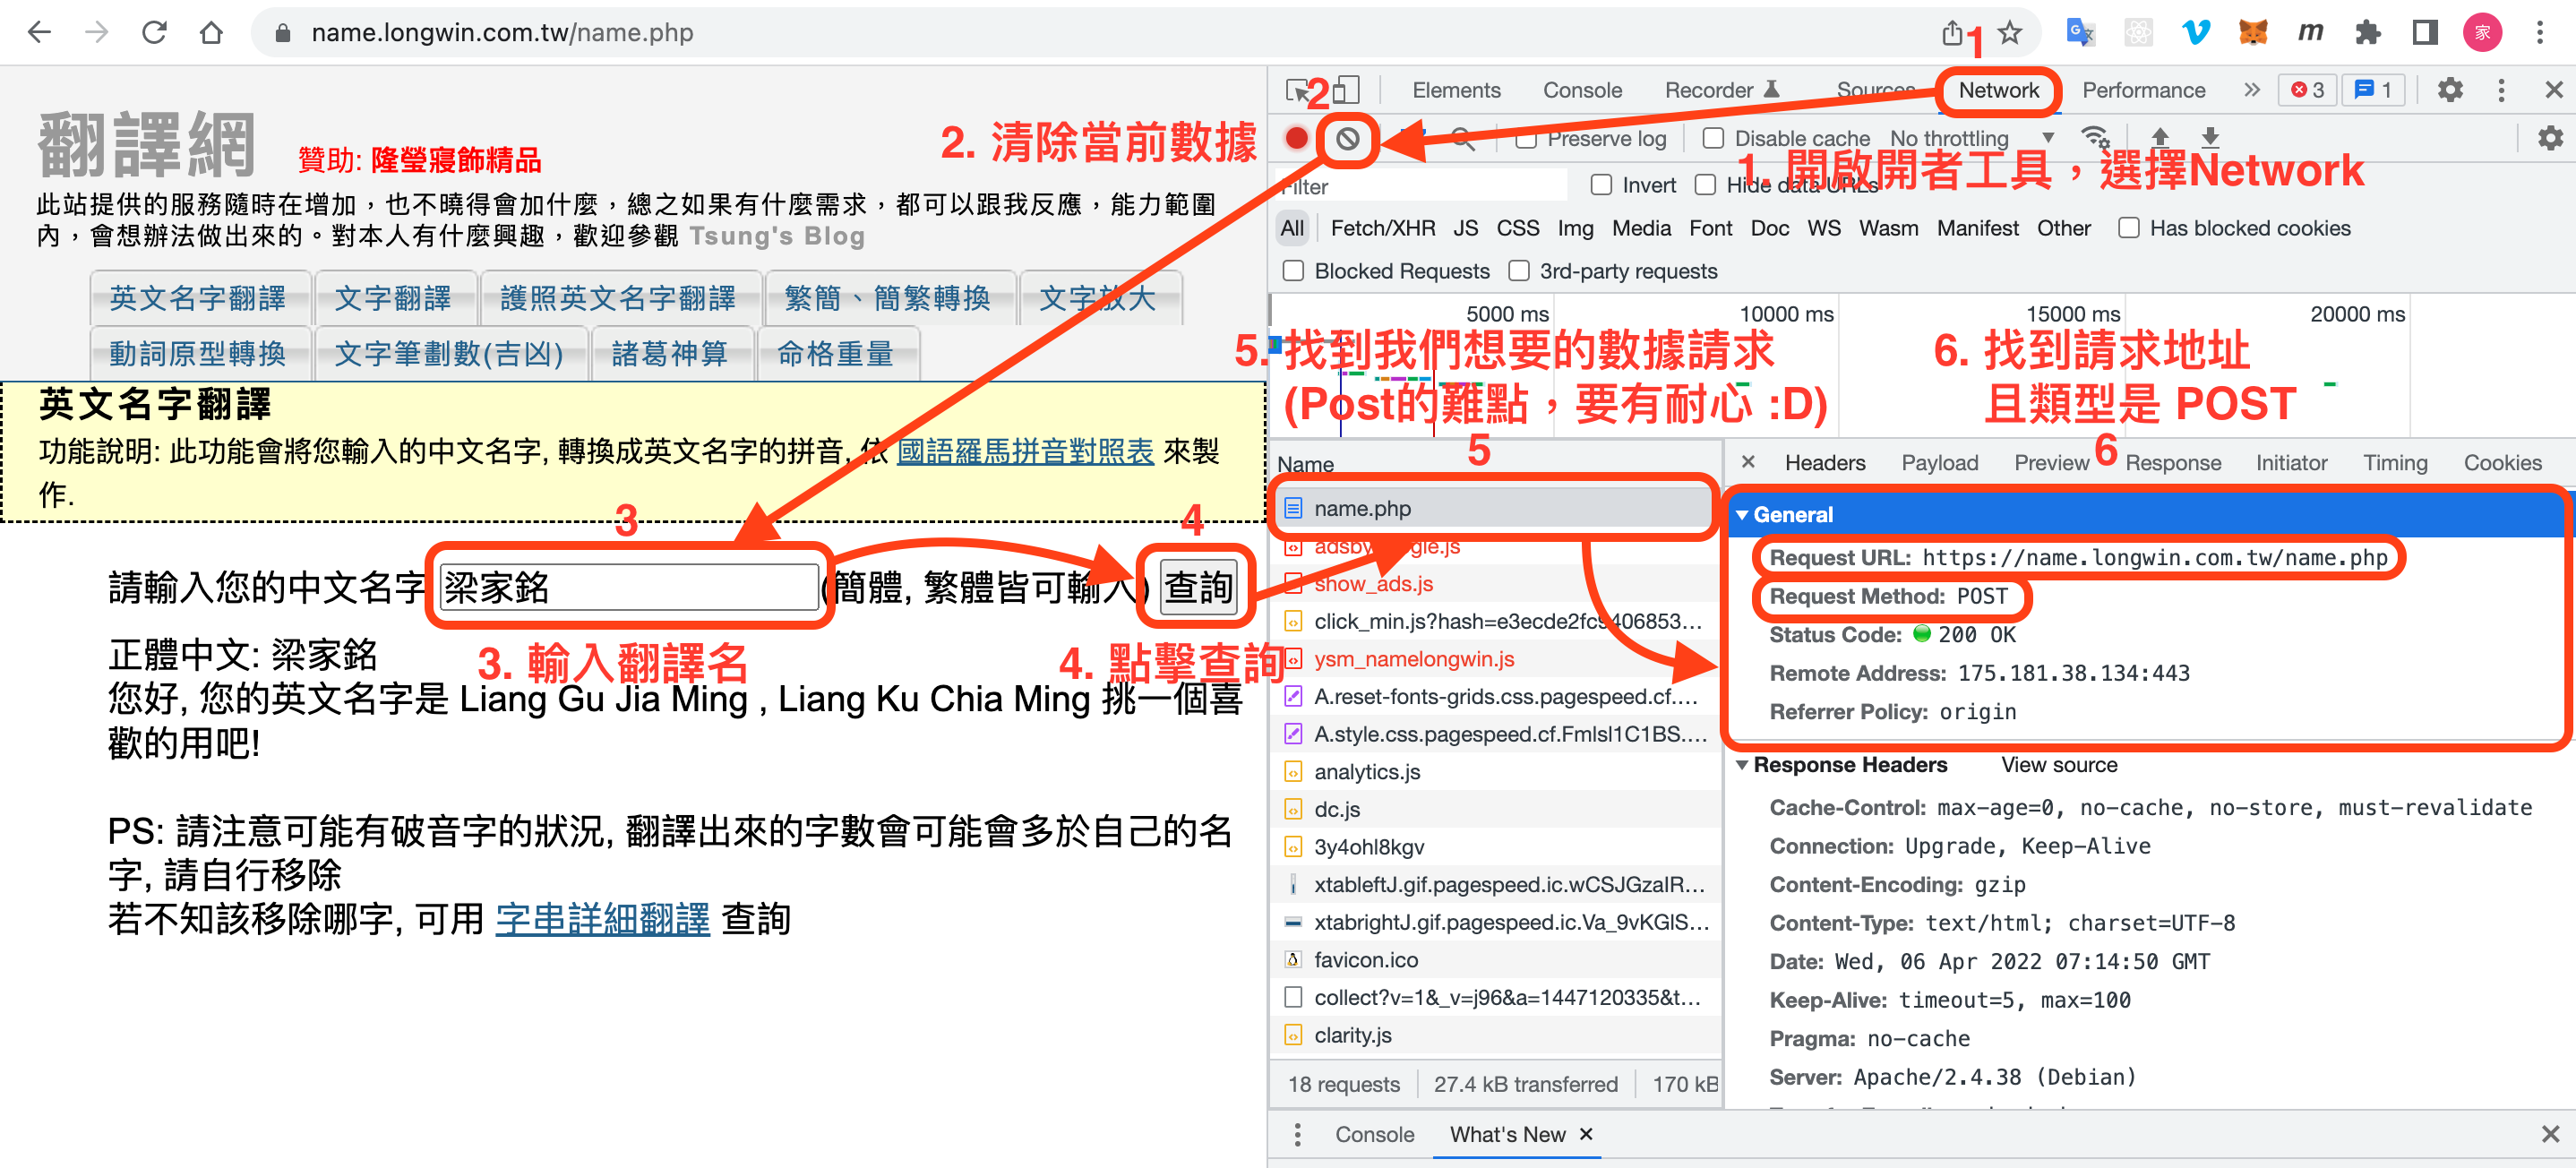 name.longwin.com.tw/name.php
家
翻譯網
贊助: 隆瑩寢飾精品
此站提供的服務隨時在增加，也不曉得會加什麼，總之如果有什麼需求，都可以跟我反應，能力範圍
內，會想辦法做出來的。對本人有什麼興趣，歡迎參觀 Tsung's Blog
英文名字翻譯 文字翻譯 護照英文名字翻譯 繁簡、簡繁轉換 文字放大
動詞原型轉換 文字筆劃數(吉凶) 諸葛神算 命格重量
英文名字翻譯
功能說明: 此功能會將您輸入的中文名字, 轉換成英文名字的拼音, 依 國語羅馬拼音對照表 來製
作.
3
4
請輸入您的中文名字 梁家銘 (簡體, 繁體皆可輸入) 查詢
3. 輸入翻譯名
4. 點擊查詢
正體中文: 梁家銘
您好, 您的英文名字是 Liang Gu Jia Ming , Liang Ku Chia Ming 挑一個喜
歡的用吧!
PS: 請注意可能有破音字的狀況, 翻譯出來的字數會可能會多於自己的名
字, 請自行移除
若不知該移除哪字, 可用 字串詳細翻譯 查詢
1
2
Elements Console Recorder Sources Network Performance 3 1
2. 清除當前數據
Preserve log Disable cache No throttling
1. 開啟開者工具，選擇Network
Filter Invert Hide data URLs
All Fetch/XHR JS CSS Img Media Font Doc WS Wasm Manifest Other Has blocked cookies
Blocked Requests 3rd-party requests
5000 ms 10000 ms 15000 ms 20000 ms
5. 找到我們想要的數據請求
(Post的難點，要有耐心 :D)
6. 找到請求地址
且類型是 POST
5
6
Name
name.php
adsbygoogle.js
show_ads.js
click_min.js?hash=e3ecde2fc9406853...
ysm_namelongwin.js
A.reset-fonts-grids.css.pagespeed.cf....
A.style.css.pagespeed.cf.FmlsI1C1BS....
analytics.js
dc.js
3y4ohl8kgv
xtableftJ.gif.pagespeed.ic.wCSJGzaIR...
xtabrightJ.gif.pagespeed.ic.Va_9vKGlS...
favicon.ico
collect?v=1&_v=j96&a=1447120335&t...
clarity.js
18 requests 27.4 kB transferred 170 kB
Headers Payload Preview Response Initiator Timing Cookies
General
Request URL: https://name.longwin.com.tw/name.php
Request Method: POST
Status Code: 200 OK
Remote Address: 175.181.38.134:443
Referrer Policy: origin
Response Headers View source
Cache-Control: max-age=0, no-cache, no-store, must-revalidate
Connection: Upgrade, Keep-Alive
Content-Encoding: gzip
Content-Type: text/html; charset=UTF-8
Date: Wed, 06 Apr 2022 07:14:50 GMT
Keep-Alive: timeout=5, max=100
Pragma: no-cache
Server: Apache/2.4.38 (Debian)
Console What's New